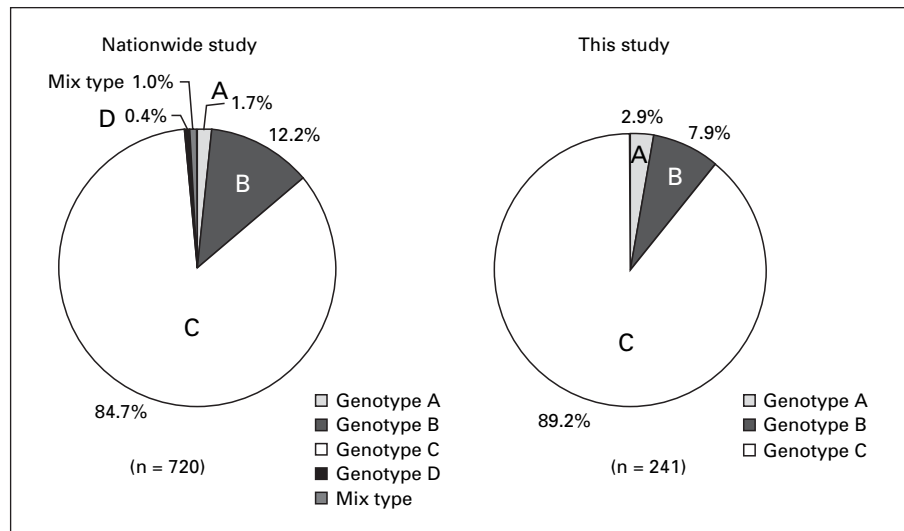 Nationwide study
Mix type 1.0%
D 0.4%
A
1.7%
12.2%
B
C
84.7%
Genotype A
Genotype B
Genotype C
Genotype D
Mix type
(n = 720)
This study
2.9%
7.9%
A
B
C
89.2%
Genotype A
Genotype B
Genotype C
(n = 241)